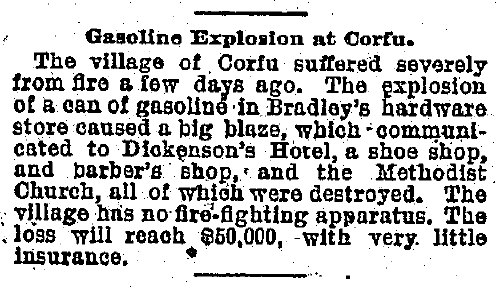 Gasoline Explosion at Corfu.
The village of Corfu suffered severely
from fire a few days ago. The explosion
of a can of gasoline in Bradley's hardware
store caused a big blaze, which communi-
cated to Dickenson's Hotel, a shoe shop,
and barber's shop, and the Methodist
Church, all of which were destroyed. The
village has no fire-fighting apparatus. The
loss will reach $50,000, with very little
insurance.